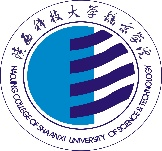 陕西科技大学镐京学院
HAOJING COLLEGE OF SHAANXI UNIVERSITY OF SCIENCE & TECHNOLOGY